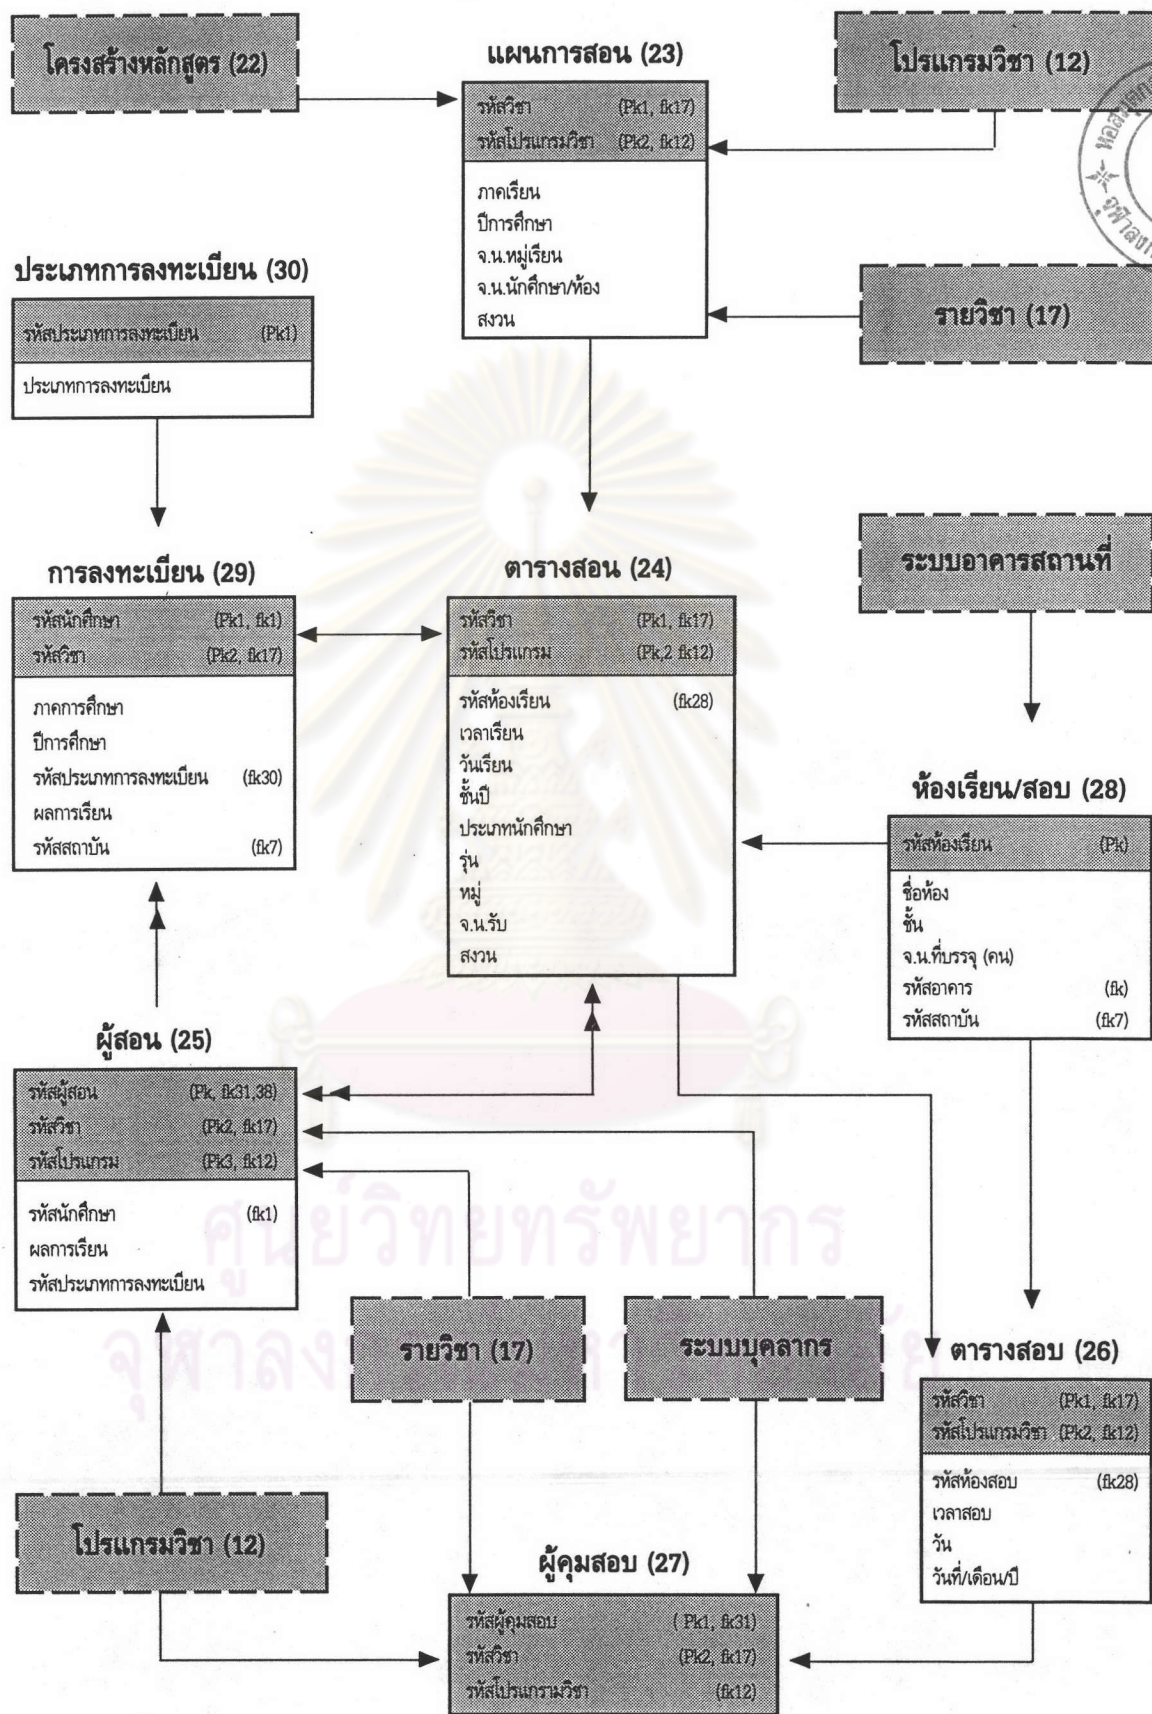 โครงสร้างหลักสูตร (22)
แผนการสอน (23)
รหัสวิชา (Pk1, fk17)
รหัสโปรแกรมวิชา (Pk2, fk12)
ภาคเรียน
ปีการศึกษา
จ.น.หมู่เรียน
จ.น.นักศึกษา/ห้อง
สงวน
โปรแกรมวิชา (12)
รายวิชา (17)
ประเภทการลงทะเบียน (30)
รหัสประเภทการลงทะเบียน (Pk1)
ประเภทการลงทะเบียน
การลงทะเบียน (29)
รหัสนักศึกษา (Pk1, fk1)
รหัสวิชา (Pk2, fk17)
ภาคการศึกษา
ปีการศึกษา
รหัสประเภทการลงทะเบียน (fk30)
ผลการเรียน
รหัสสถาบัน (fk7)
ตารางสอน (24)
รหัสวิชา (Pk1, fk17)
รหัสโปรแกรม (Pk,2 fk12)
รหัสห้องเรียน (fk28)
เวลาเรียน
วันเรียน
ชั้นปี
ประเภทนักศึกษา
รุ่น
หมู่
จ.น.รับ
สงวน
ระบบอาคารสถานที่
ห้องเรียน/สอบ (28)
รหัสห้องเรียน (Pk)
ชื่อห้อง
ชั้น
จ.น.ที่บรรจุ (คน)
รหัสอาคาร (fk)
รหัสสถาบัน (fk7)
ผู้สอน (25)
รหัสผู้สอน (Pk, fk31,38)
รหัสวิชา (Pk2, fk17)
รหัสโปรแกรม (Pk3, fk12)
รหัสนักศึกษา (fk1)
ผลการเรียน
รหัสประเภทการลงทะเบียน
ศูนย์วิทยทรัพยากร
รายวิชา (17)
ระบบบุคลากร
ตารางสอบ (26)
รหัสวิชา (Pk1, fk17)
รหัสโปรแกรมวิชา (Pk2, fk12)
รหัสห้องสอบ (fk28)
เวลาสอบ
วัน
วันที่/เดือน/ปี
โปรแกรมวิชา (12)
ผู้คุมสอบ (27)
รหัสผู้คุมสอบ ( Pk1, fk31)
รหัสวิชา (Pk2, fk17)
รหัสโปรแกรามวิชา (fk12)